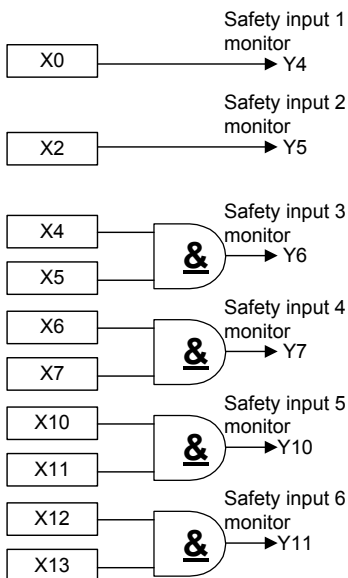 Safety input 1
monitor
X0
Y4
Safety input 2
monitor
X2
Y5
Safety input 3
monitor
X4
&
Y6
X5
Safety input 4
monitor
X6
&
Y7
X7
Safety input 5
monitor
X10
&
Y10
X11
Safety input 6
monitor
X12
&
Y11
X13